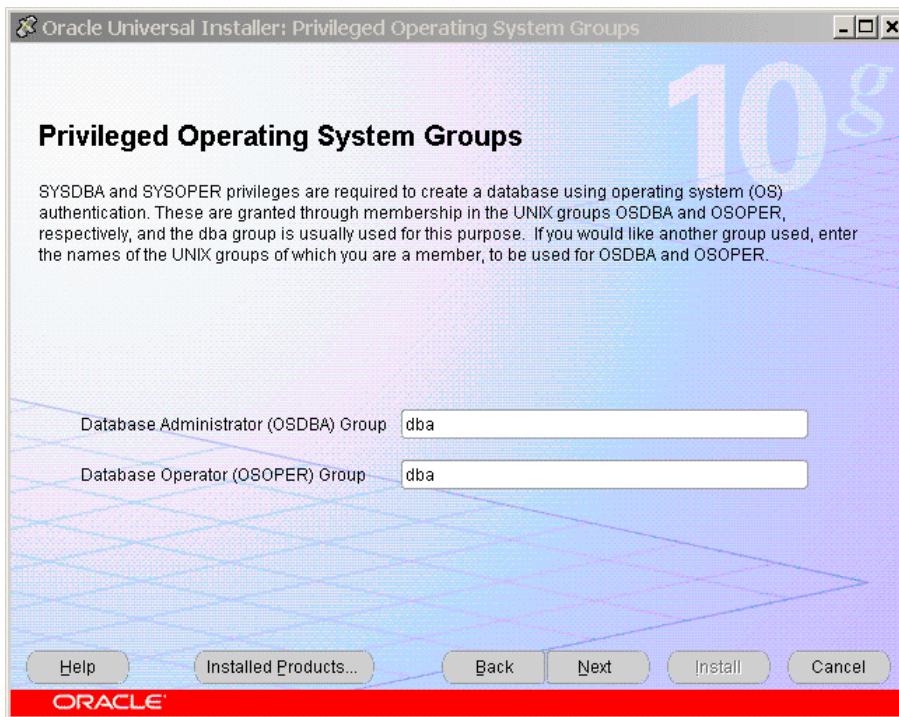 Oracle Universal Installer: Privileged Operating System Groups
10g
Privileged Operating System Groups
SYSDBA and SYSOPER privileges are required to create a database using operating system (OS)
authentication. These are granted through membership in the UNIX groups OSDBA and OSOPER,
respectively, and the dba group is usually used for this purpose. If you would like another group used, enter
the names of the UNIX groups of which you are a member, to be used for OSDBA and OSOPER.
Database Administrator (OSDBA) Group dba
Database Operator (OSOPER) Group dba
Help Installed Products... Back Next Install Cancel
ORACLE